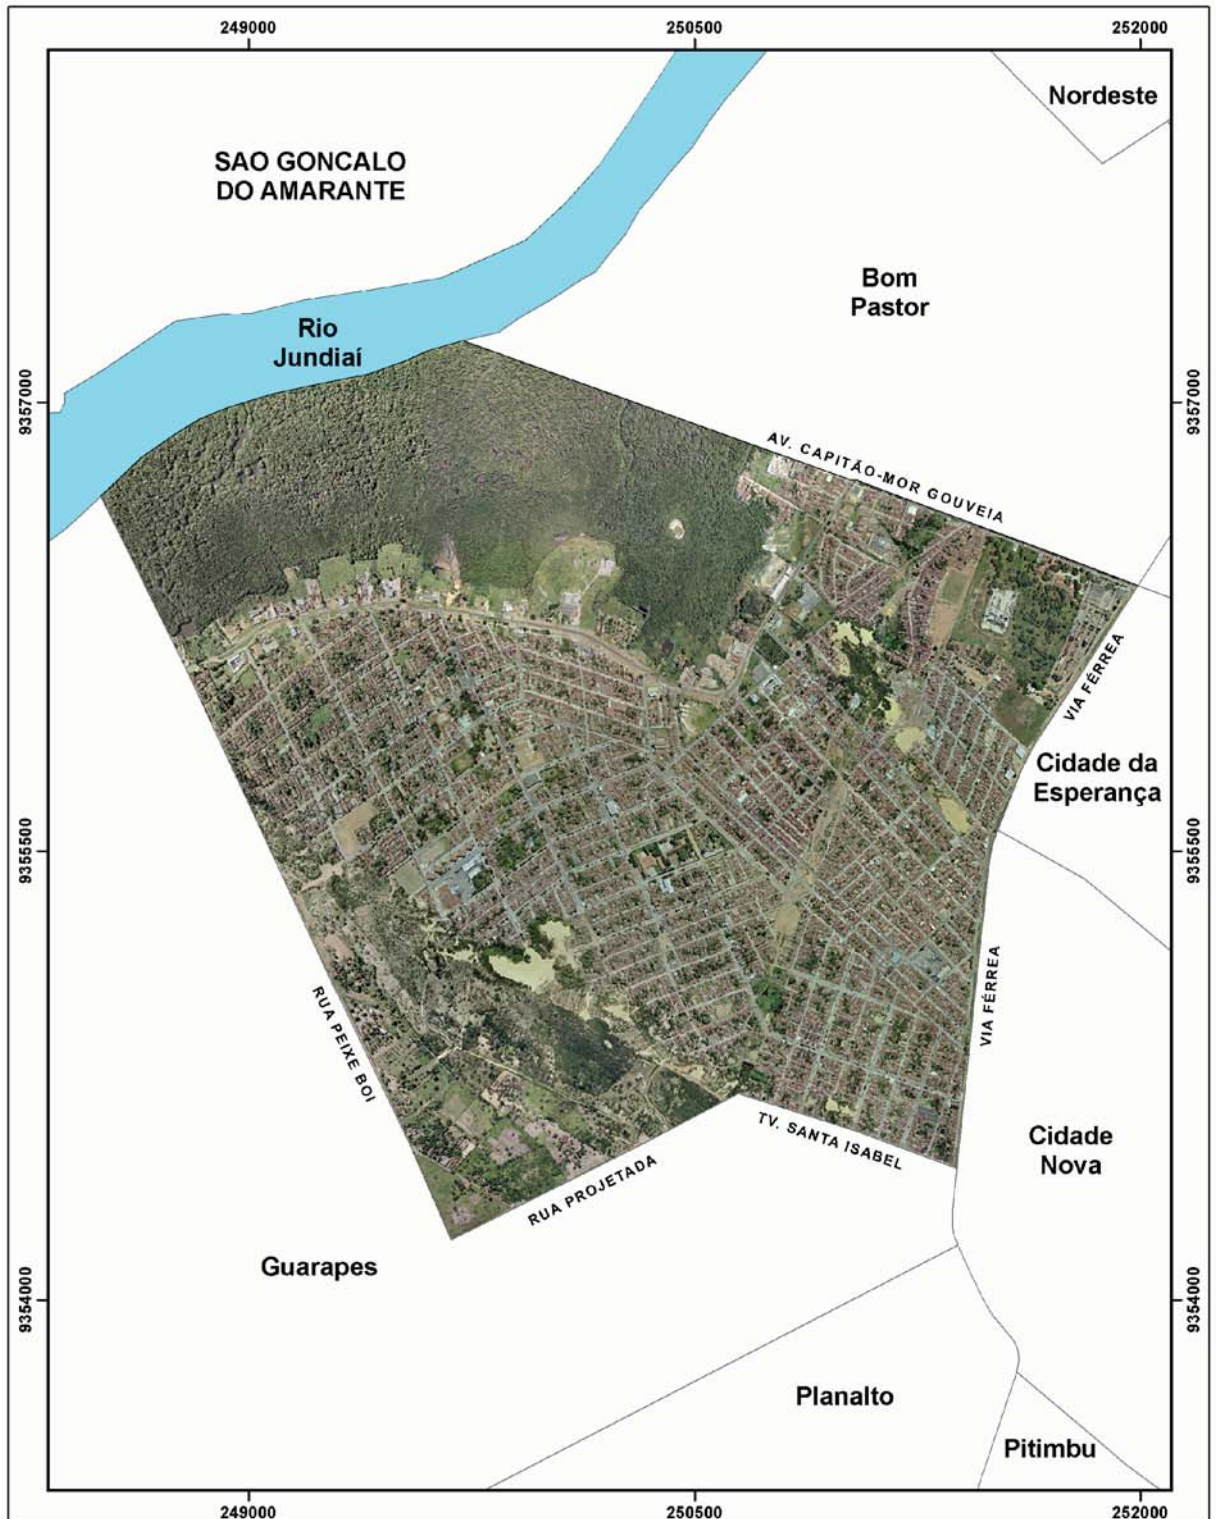 249000
250500
252000
Nordeste
SAO GONCALO
DO AMARANTE
Bom
Pastor
Rio
Jundiaí
9357000
9357000
AV. CAPITÃO-MOR GOUVEIA
VIA FÉRREA
Cidade da
Esperança
9355500
9355500
VIA FÉRREA
RUA PEIXE BOI
TV. SANTA ISABEL
Cidade
Nova
RUA PROJETADA
Guarapes
9354000
9354000
Planalto
Pitimbu
249000
250500
252000